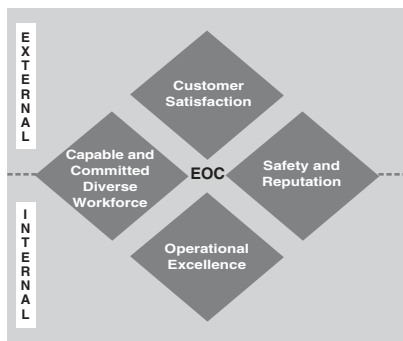 EXTERNAL
Customer
Satisfaction
Capable and
Committed
Diverse
Workforce
EOC
Safety and
Reputation
INTERNAL
Operational
Excellence